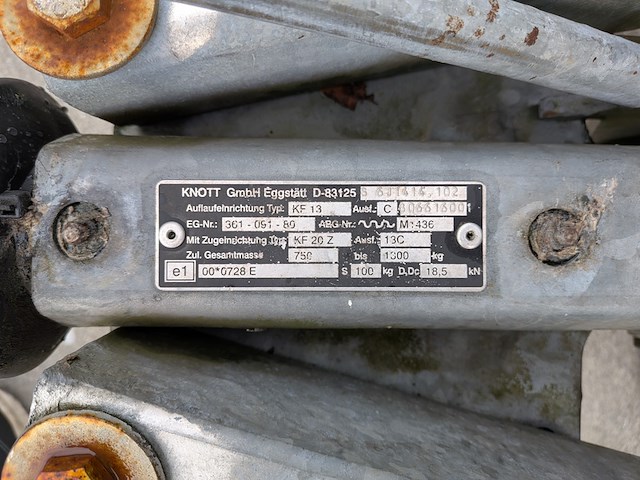 KNOTT GmbH Eggstätt D-83125 S
Auflaufeinrichtung Typ: KF 13 Ausf.: C
EG-Nr.: 361-051-89 ABG-Nr.: M:436
Mit Zugeinrichtung Typ: KF 20 Z Ausf.: 13C
Zul. Gesamtmasse 750 bis 1300 kg
e1 00*0728 E S 100 kg D,Dc 18,5 kN